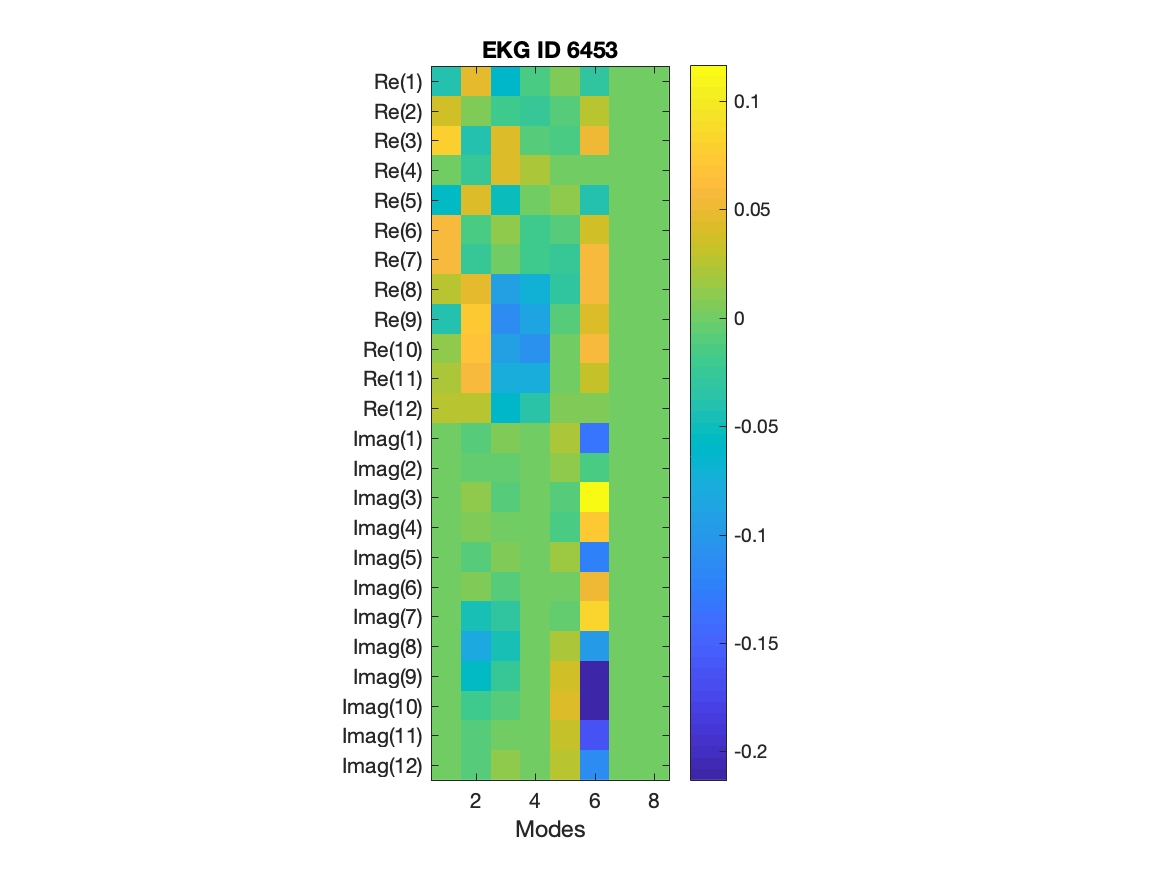 EKG ID 6453
Re(1)
Re(2)
Re(3)
Re(4)
Re(5)
Re(6)
Re(7)
Re(8)
Re(9)
Re(10)
Re(11)
Re(12)
Imag(1)
Imag(2)
Imag(3)
Imag(4)
Imag(5)
Imag(6)
Imag(7)
Imag(8)
Imag(9)
Imag(10)
Imag(11)
Imag(12)
2 4 6 8
Modes
0.1
0.05
0
-0.05
-0.1
-0.15
-0.2